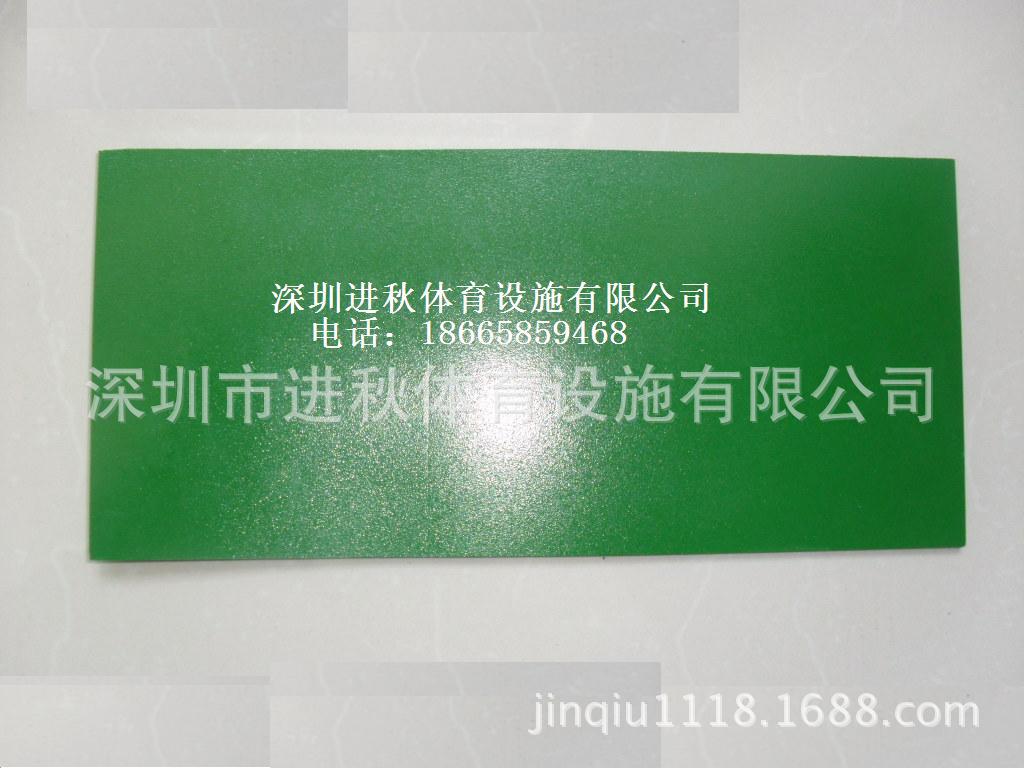 深圳进秋体育设施有限公司
电话：18665859468
深圳市进秋体育设施有限公司
jinqiu1118.1688.com